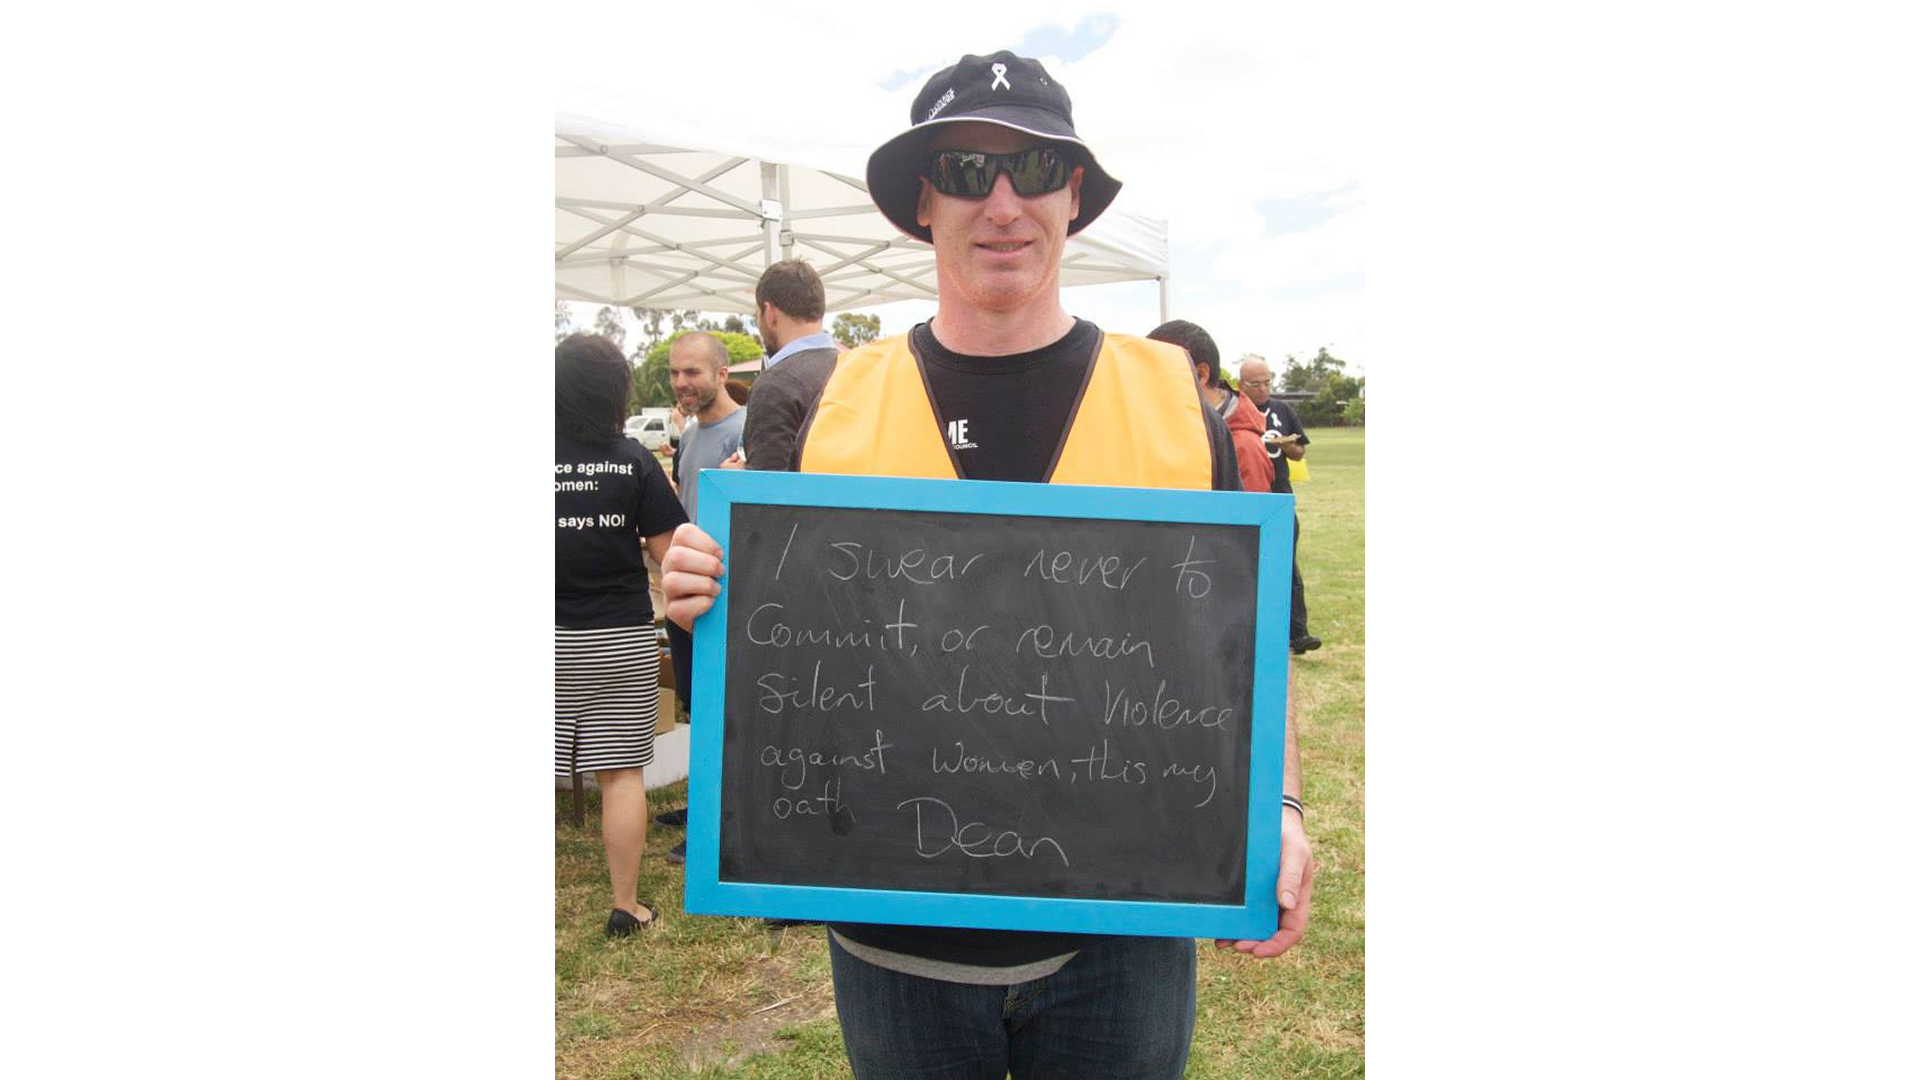 ME
COUNCIL
ce against
omen:
says NO!
I swear never to
Commit, or remain
Silent about Violence
against Women, this my
oath Dean